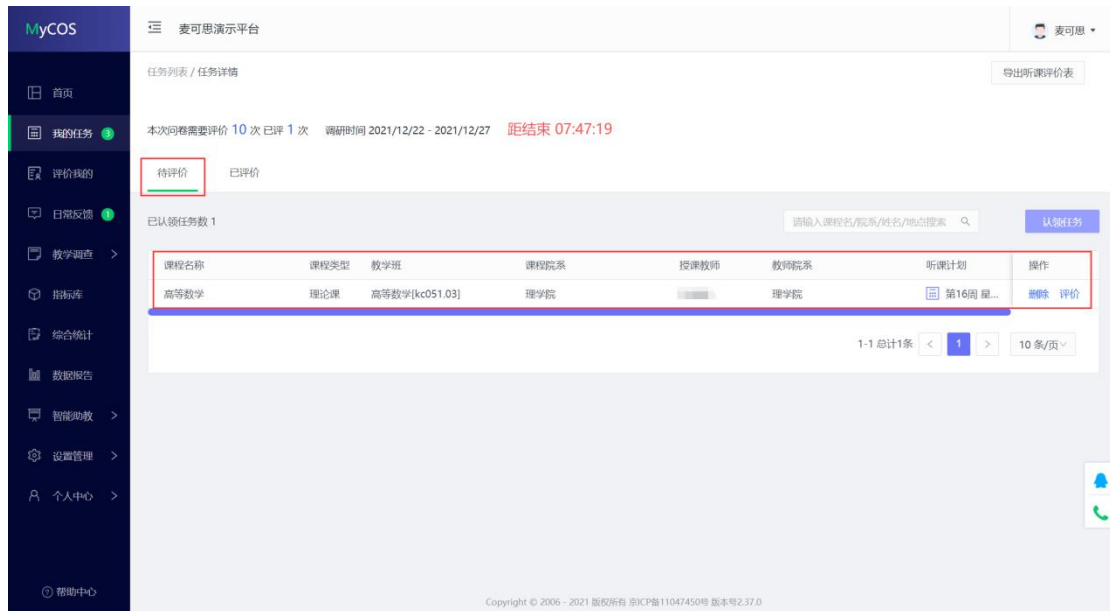 MyCOS
麦可思演示平台
麦可思
任务列表 / 任务详情
导出听课评价表
首页
我的任务 3
评价我的
日常反馈 1
教学调查 >
指标库
综合统计
数据报告
智能助教 >
设置管理 >
个人中心 >
帮助中心
本次问卷需要评价 10 次 已评 1 次 调研时间 2021/12/22 - 2021/12/27 距结束 07:47:19
待评价 已评价
已认领任务数 1
请输入课程名/院系/姓名/地点搜索
认领任务
课程名称 课程类型 教学班 课程院系 授课教师 教师院系 听课计划 操作
高等数学 理论课 高等数学[kc051.03] 理学院 理学院 第16周 星... 删除 评价
1-1 总计1条 < 1 > 10 条/页
Copyright © 2006 - 2021 版权所有 京ICP备11047450号 版本号2.37.0